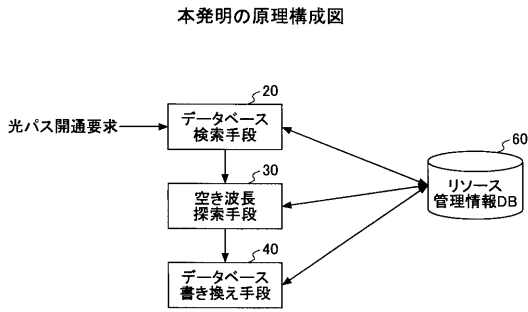 本発明の原理構成図
20
光パス開通要求
データベース
検索手段
60
30
リソース
管理情報DB
空き波長
探索手段
40
データベース
書き換え手段